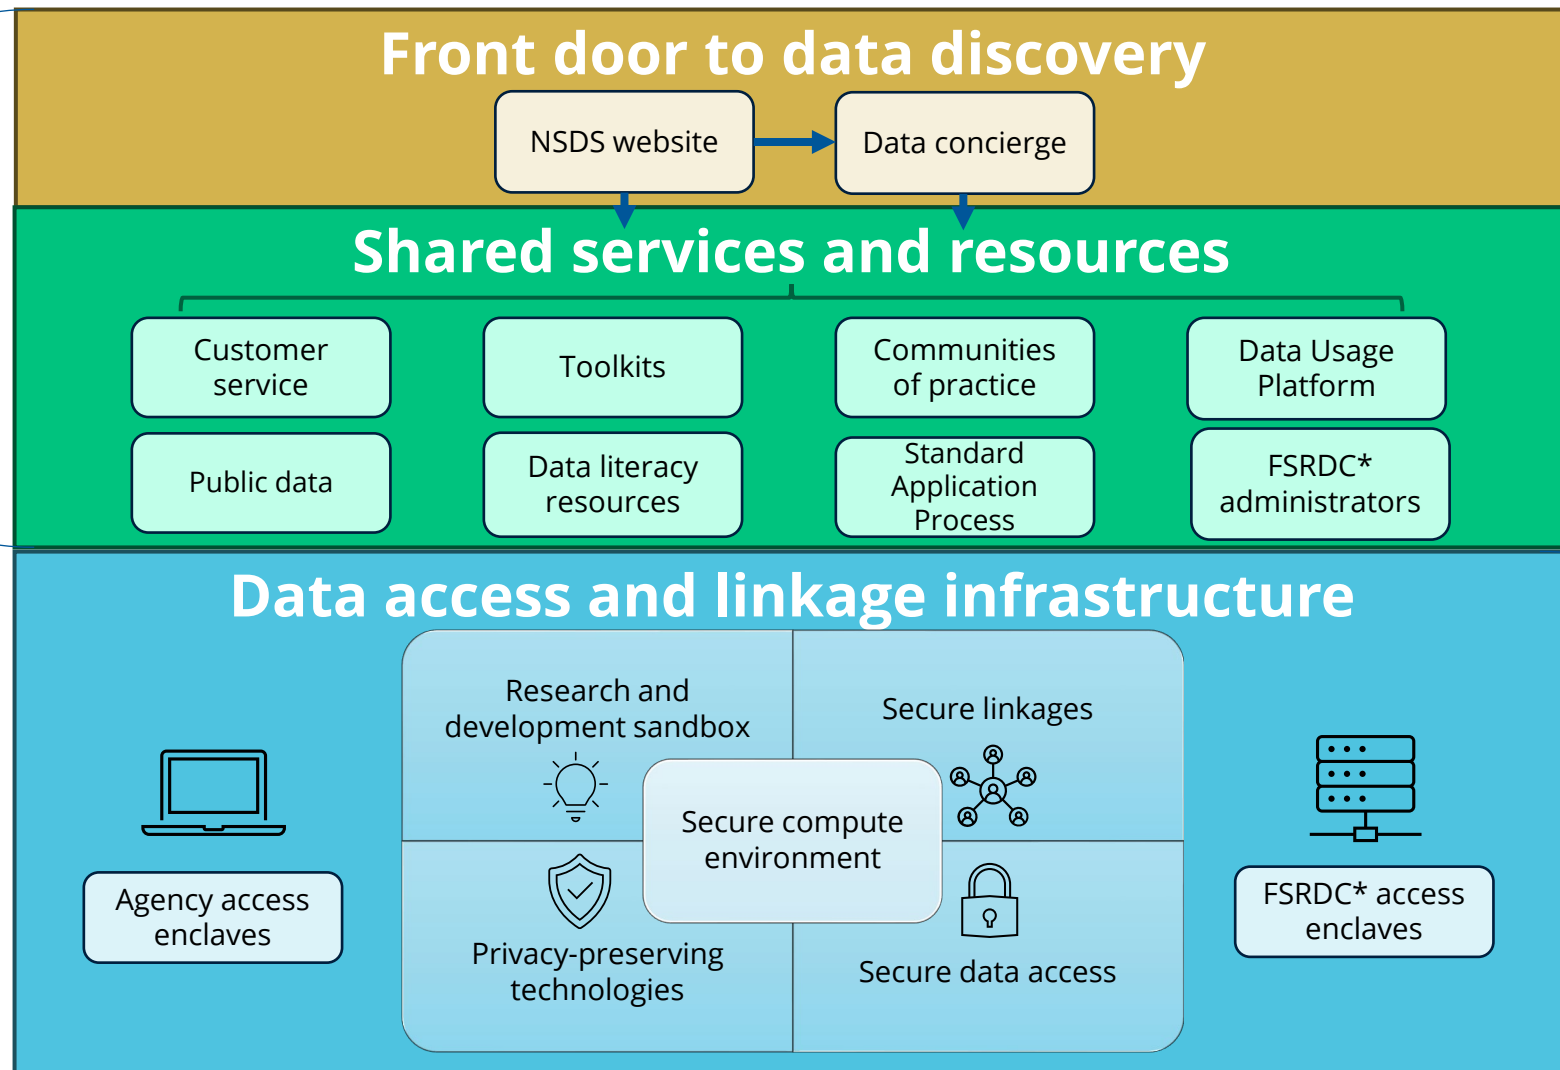 Front door to data discovery
NSDS website
Data concierge
Shared services and resources
Customer
service
Toolkits
Communities
of practice
Data Usage
Platform
Public data
Data literacy
resources
Standard
Application
Process
FSRDC*
administrators
Data access and linkage infrastructure
Research and
development sandbox
Secure linkages
Secure compute
environment
Agency access
enclaves
FSRDC* access
enclaves
Privacy-preserving
technologies
Secure data access